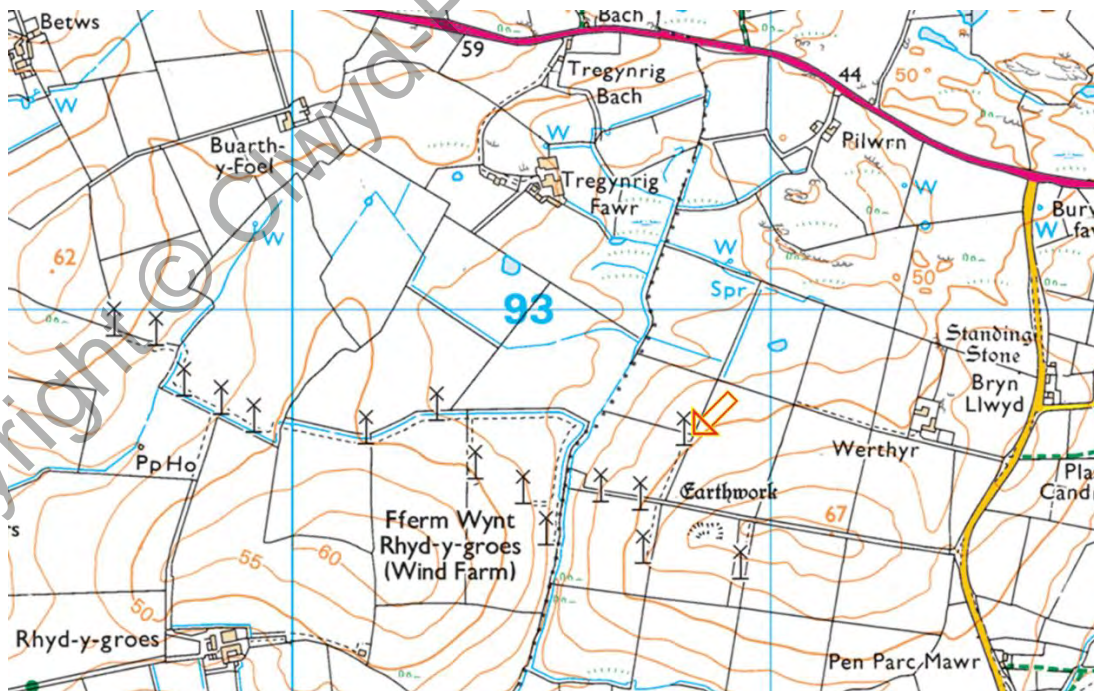 Betws
Bach
59
Tregynrig
Bach
44
50
W
W
Buarth-
y-Foel
Pilwrn
Tregynrig
Fawr
W
W
W
62
W
Spr
50
93
Standing
Stone
Bryn
Llwyd
Werthyr
Pp Ho
Earthwork
67
Fferm Wynt
Rhyd-y-groes
(Wind Farm)
55
60
50
Rhyd-y-groes
Pen Parc Mawr